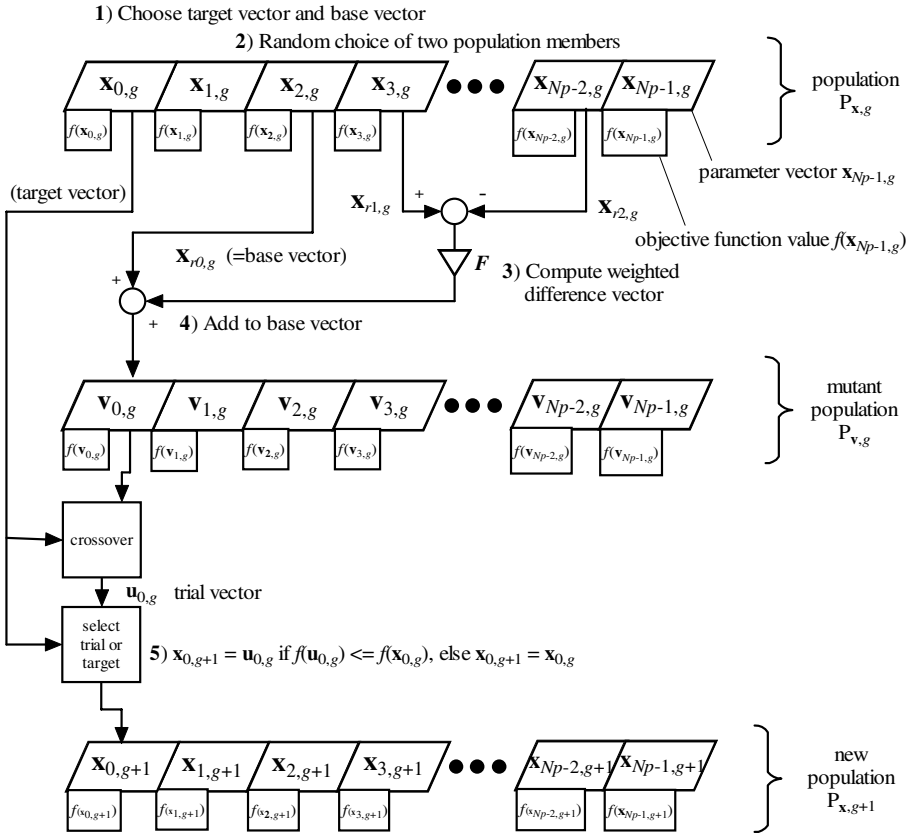 1) Choose target vector and base vector
2) Random choice of two population members
x0,g x1,g x2,g x3,g ●●● xNp-2,g xNp-1,g
f(x0,g) f(x1,g) f(x2,g) f(x3,g) f(xNp-2,g) f(xNp-1,g)
population
Px,g
parameter vector xNp-1,g
(target vector)
xr1,g + - xr2,g
objective function value f(xNp-1,g)
xr0,g (=base vector)
F
3) Compute weighted
difference vector
+
+
4) Add to base vector
v0,g v1,g v2,g v3,g ●●● vNp-2,g vNp-1,g
f(v0,g) f(v1,g) f(v2,g) f(v3,g) f(vNp-2,g) f(vNp-1,g)
mutant
population
Pv,g
crossover
u0,g trial vector
select
trial or
target
5) x0,g+1 = u0,g if f(u0,g) <= f(x0,g), else x0,g+1 = x0,g
x0,g+1 x1,g+1 x2,g+1 x3,g+1 ●●● xNp-2,g+1 xNp-1,g+1
f(x0,g+1) f(x1,g+1) f(x2,g+1) f(x3,g+1) f(xNp-2,g+1) f(xNp-1,g+1)
new
population
Px,g+1